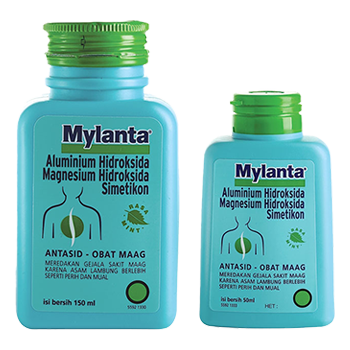 Mylanta
Aluminium Hidroksida
Magnesium Hidroksida
Simetikon
RASA
MINT
ANTASID - OBAT MAAG
MEREDAKAN GEJALA SAKIT MAAG
KARENA ASAM LAMBUNG BERLEBIH
SEPERTI PERIH DAN MUAL
isi bersih 150 ml
Mylanta
Aluminium Hidroksida
Magnesium Hidroksida
Simetikon
RASA
MINT
ANTASID - OBAT MAAG
MEREDAKAN GEJALA SAKIT MAAG
KARENA ASAM LAMBUNG BERLEBIH
SEPERTI PERIH DAN MUAL
isi bersih 50ml
HET :